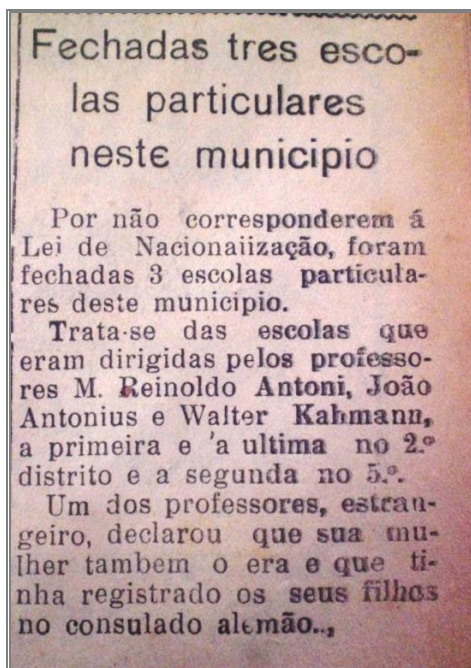 Fechadas tres esco-
las particulares
neste municipio
Por não corresponderem á
Lei de Nacionaiização, foram
fechadas 3 escolas particula-
res deste municipio.
Trata-se das escolas que
eram dirigidas pelos professo-
res M. Reinoldo Antoni, João
Antonius e Walter Kahmann,
a primeira e 'a ultima no 2.º
distrito e a segunda no 5.º.
Um dos professores, estran-
geiro, declarou que sua mu-
lher tambem o era e que ti-
nha registrado os seus filhos
no consulado alemão..,